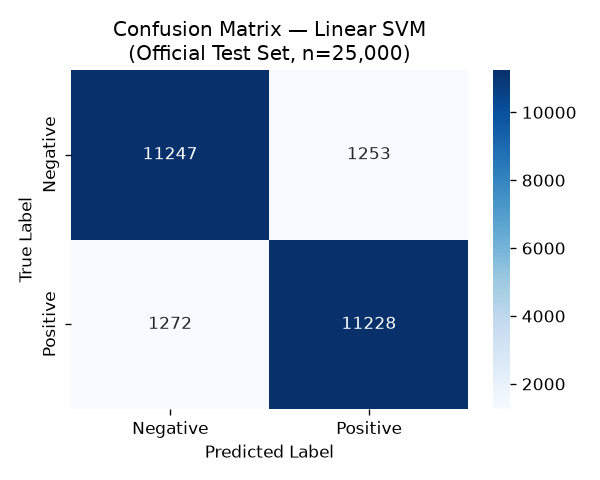 Confusion Matrix — Linear SVM
(Official Test Set, n=25,000)
True Label
Negative
Positive
11247
1253
1272
11228
Negative
Positive
Predicted Label
10000
8000
6000
4000
2000